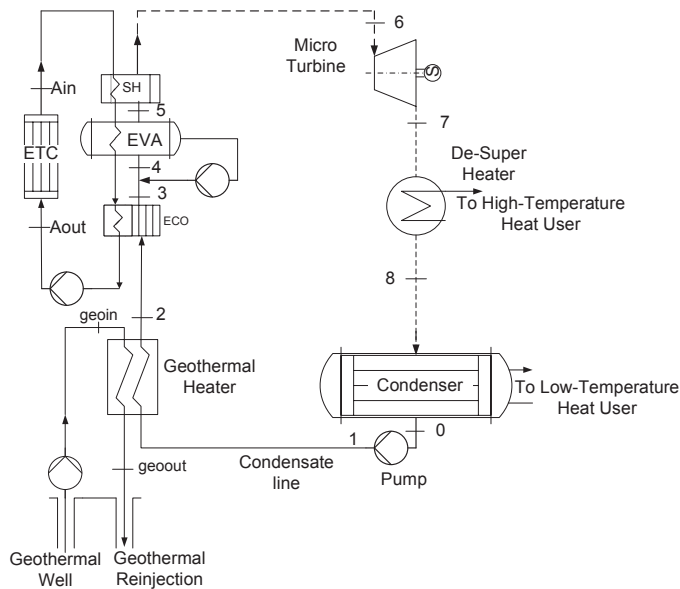 6
Micro
Turbine
S
Ain
SH
5
7
ETC
EVA
De-Super
Heater
4
To High-Temperature
Heat User
3
Aout
ECO
8
geoin
2
Geothermal
Heater
Condenser
To Low-Temperature
Heat User
1
0
geoout
Condensate
line
Pump
Geothermal
Well
Geothermal
Reinjection